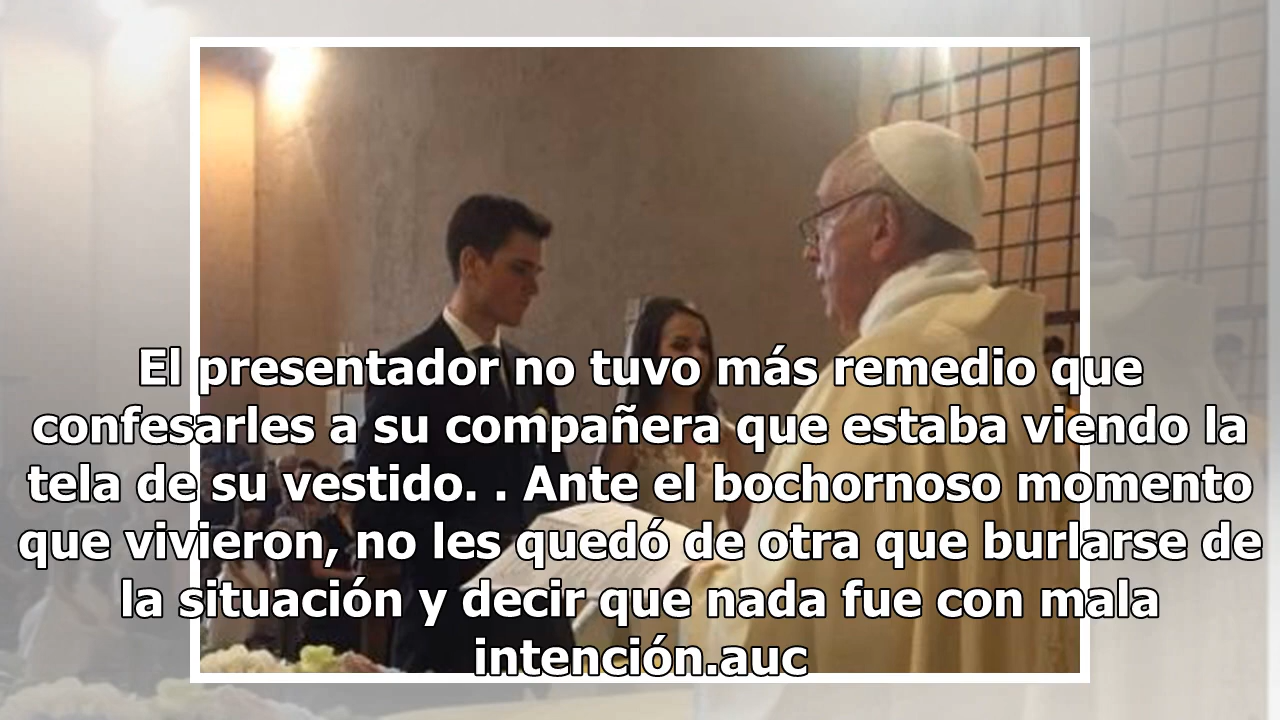 El presentador no tuvo más remedio que
confesarles a su compañera que estaba viendo la
tela de su vestido. . Ante el bochornoso momento
que vivieron, no les quedó de otra que burlarse de
la situación y decir que nada fue con mala
intención.auc